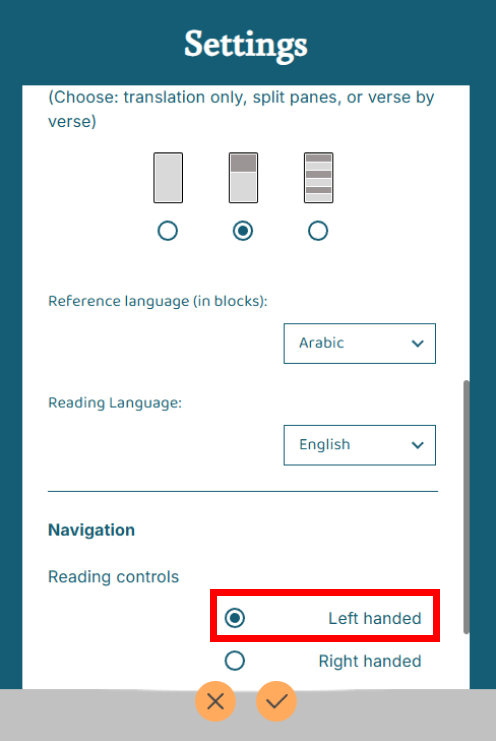 Settings
(Choose: translation only, split panes, or verse by
verse)
Reference language (in blocks):
Arabic
Reading Language:
English
Navigation
Reading controls
Left handed
Right handed